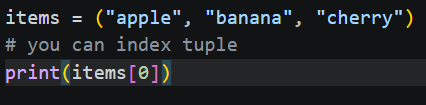 items = ("apple", "banana", "cherry")
# you can index tuple
print(items[0])